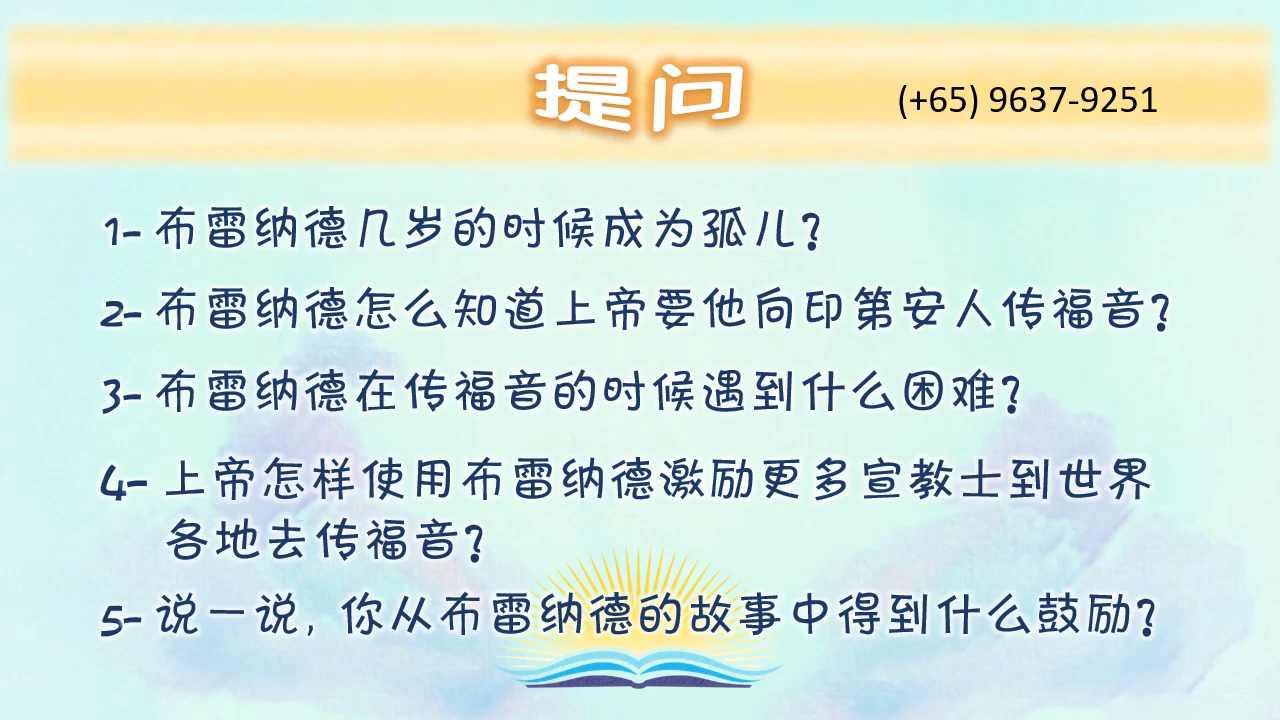 提问
(+65) 9637-9251
1- 布雷纳德几岁的时候成为孤儿?
2- 布雷纳德怎么知道上帝要他向印第安人传福音?
3- 布雷纳德在传福音的时候遇到什么困难?
4- 上帝怎样使用布雷纳德激励更多宣教士到世界
各地去传福音?
5- 说一说, 你从布雷纳德的故事中得到什么鼓励?